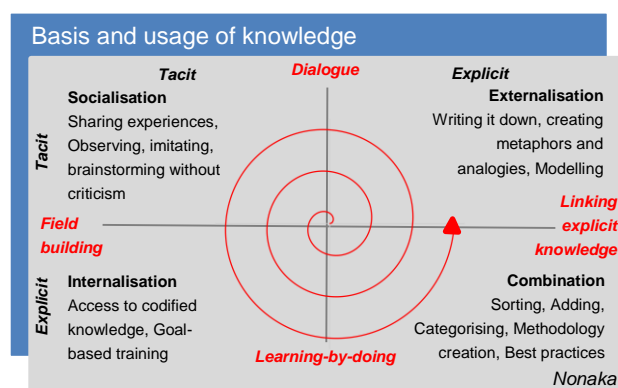 Basis and usage of knowledge
Tacit
Dialogue
Explicit
Tacit
Socialisation
Sharing experiences,
Observing, imitating,
brainstorming without
criticism
Externalisation
Writing it down, creating
metaphors and
analogies, Modelling
Field
building
Linking
explicit
knowledge
Explicit
Internalisation
Access to codified
knowledge, Goal-
based training
Combination
Sorting, Adding,
Categorising, Methodology
creation, Best practices
Learning-by-doing
Nonaka